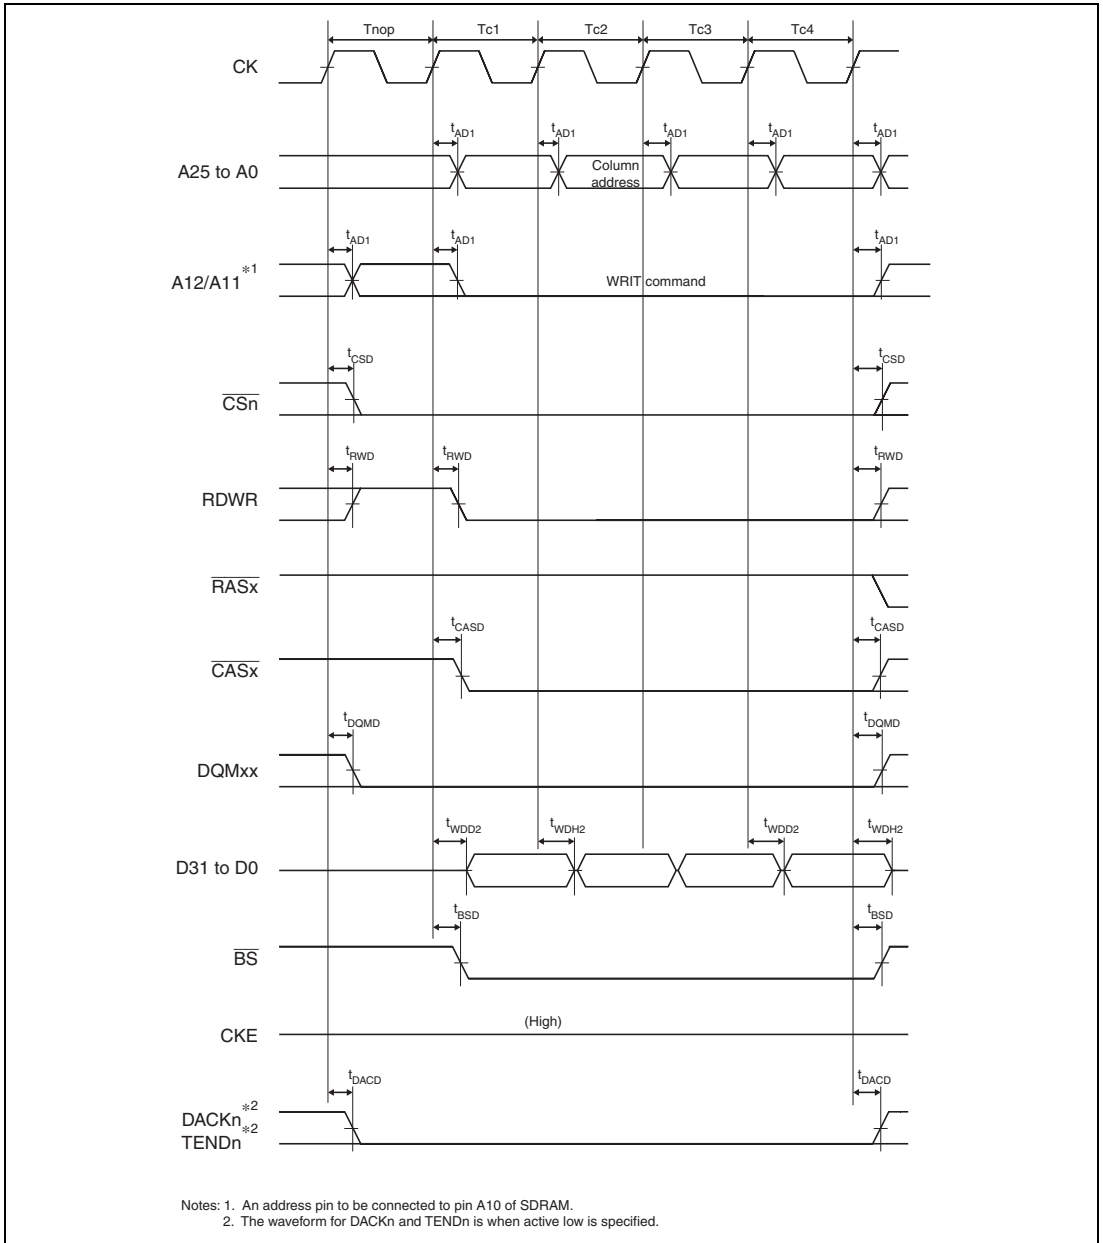 Tnop Tc1 Tc2 Tc3 Tc4
CK
tAD1 tAD1 tAD1 tAD1 tAD1
A25 to A0
Column
address
tAD1 tAD1 tAD1
A12/A11*1
WRIT command
tCSD tCSD
CSn
tRWD tRWD tRWD
RDWR
RASx
tCASD tCASD
CASx
tDQMD tDQMD
DQMxx
tWDD2 tWDH2 tWDD2 tWDH2
D31 to D0
tBSD tBSD
BS
(High)
CKE
tDACD tDACD
DACKn*2
TENDn*2
Notes: 1. An address pin to be connected to pin A10 of SDRAM.
2. The waveform for DACKn and TENDn is when active low is specified.